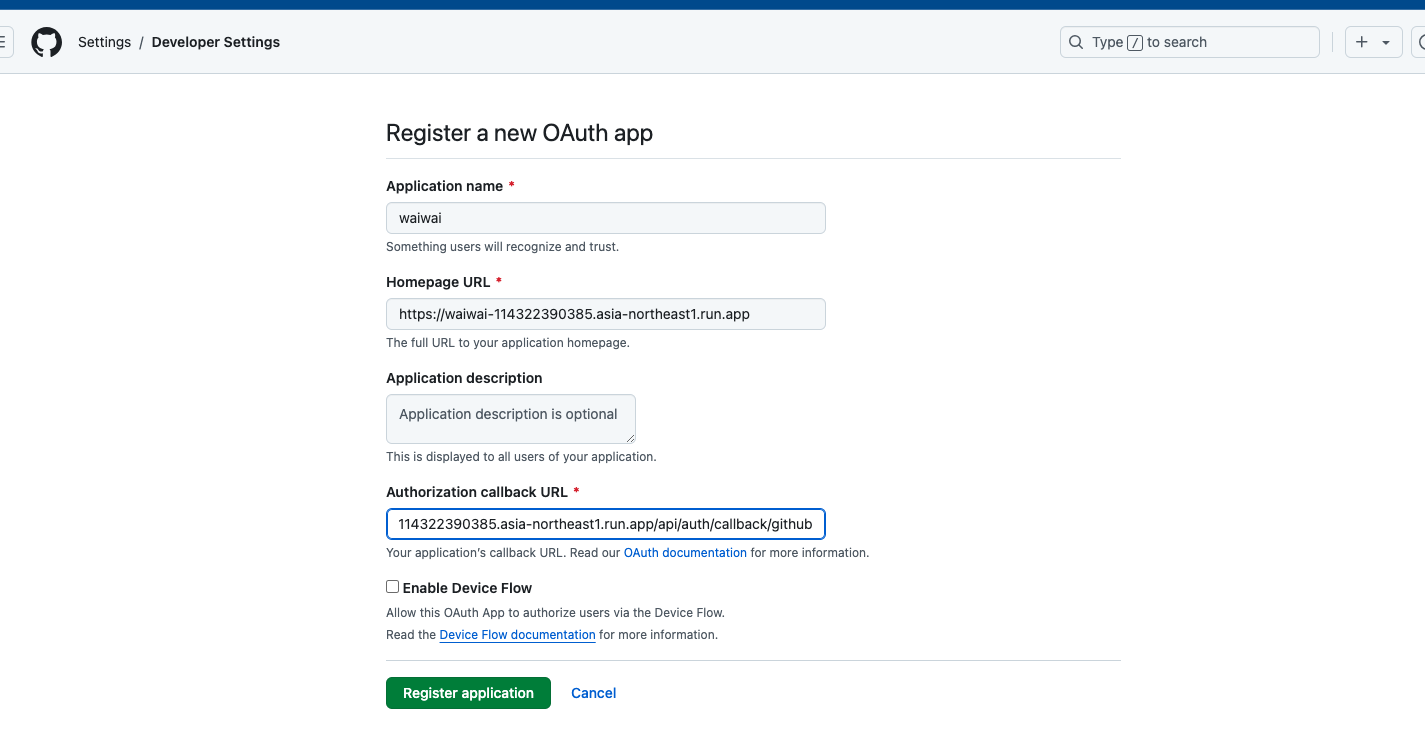 Settings / Developer Settings
Type / to search
Register a new OAuth app
Application name *
waiwai
Something users will recognize and trust.
Homepage URL *
https://waiwai-114322390385.asia-northeast1.run.app
The full URL to your application homepage.
Application description
Application description is optional
This is displayed to all users of your application.
Authorization callback URL *
114322390385.asia-northeast1.run.app/api/auth/callback/github
Your application's callback URL. Read our OAuth documentation for more information.
Enable Device Flow
Allow this OAuth App to authorize users via the Device Flow.
Read the Device Flow documentation for more information.
Register application Cancel